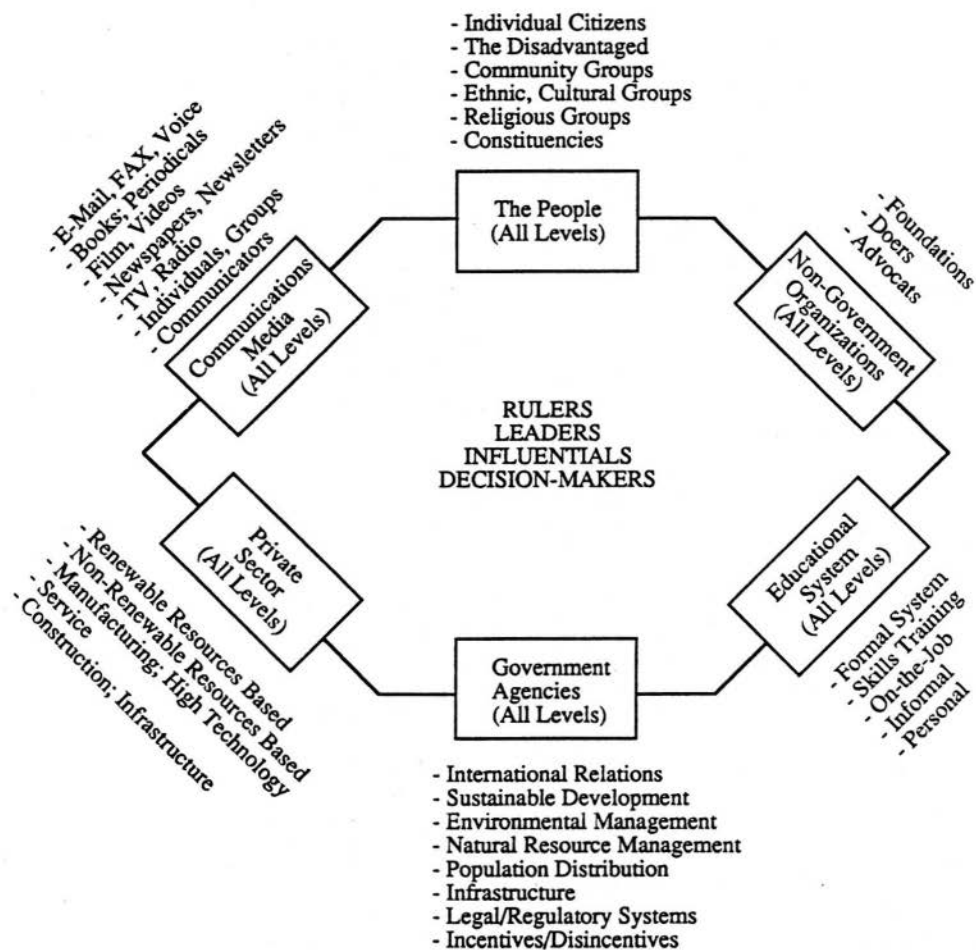 - Individual Citizens
- The Disadvantaged
- Community Groups
- Ethnic, Cultural Groups
- Religious Groups
- Constituencies
The People
(All Levels)
- Foundations
- Doers
- Advocats
Non-Government
Organizations
(All Levels)
- E-Mail, FAX, Voice
- Books; Periodicals
- Film, Videos
- Newspapers, Newsletters
- TV, Radio
- Individuals, Groups
- Communicators
Communications
Media
(All Levels)
RULERS
LEADERS
INFLUENTIALS
DECISION-MAKERS
Private
Sector
(All Levels)
- Renewable Resources Based
- Non-Renewable Resources Based
- Manufacturing; High Technology
- Service
- Construction; Infrastructure
Educational
System
(All Levels)
- Formal System
- Skills Training
- On-the-Job
- Informal
- Personal
Government
Agencies
(All Levels)
- International Relations
- Sustainable Development
- Environmental Management
- Natural Resource Management
- Population Distribution
- Infrastructure
- Legal/Regulatory Systems
- Incentives/Disincentives